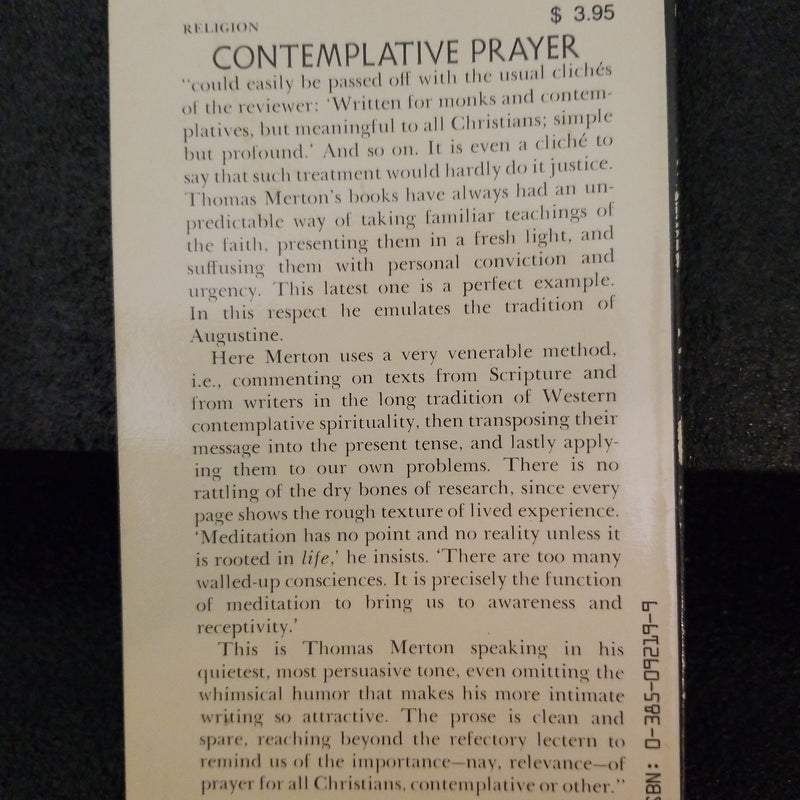 RELIGION
$ 3.95
CONTEMPLATIVE PRAYER
“could easily be passed off with the usual clichés
of the reviewer: ‘Written for monks and contem-
platives, but meaningful to all Christians; simple
but profound.’ And so on. It is even a cliché to
say that such treatment would hardly do it justice.
Thomas Merton’s books have always had an un-
predictable way of taking familiar teachings of
the faith, presenting them in a fresh light, and
suffusing them with personal conviction and
urgency. This latest one is a perfect example.
In this respect he emulates the tradition of
Augustine.
Here Merton uses a very venerable method,
i.e., commenting on texts from Scripture and
from writers in the long tradition of Western
contemplative spirituality, then transposing their
message into the present tense, and lastly apply-
ing them to our own problems. There is no
rattling of the dry bones of research, since every
page shows the rough texture of lived experience.
‘Meditation has no point and no reality unless it
is rooted in life,’ he insists. ‘There are too many
walled-up consciences. It is precisely the function
of meditation to bring us to awareness and
receptivity.’
This is Thomas Merton speaking in his
quietest, most persuasive tone, even omitting the
whimsical humor that makes his more intimate
writing so attractive. The prose is clean and
spare, reaching beyond the refectory lectern to
remind us of the importance—nay, relevance—of
prayer for all Christians, contemplative or other.”
SBN: 0-385-09219-9